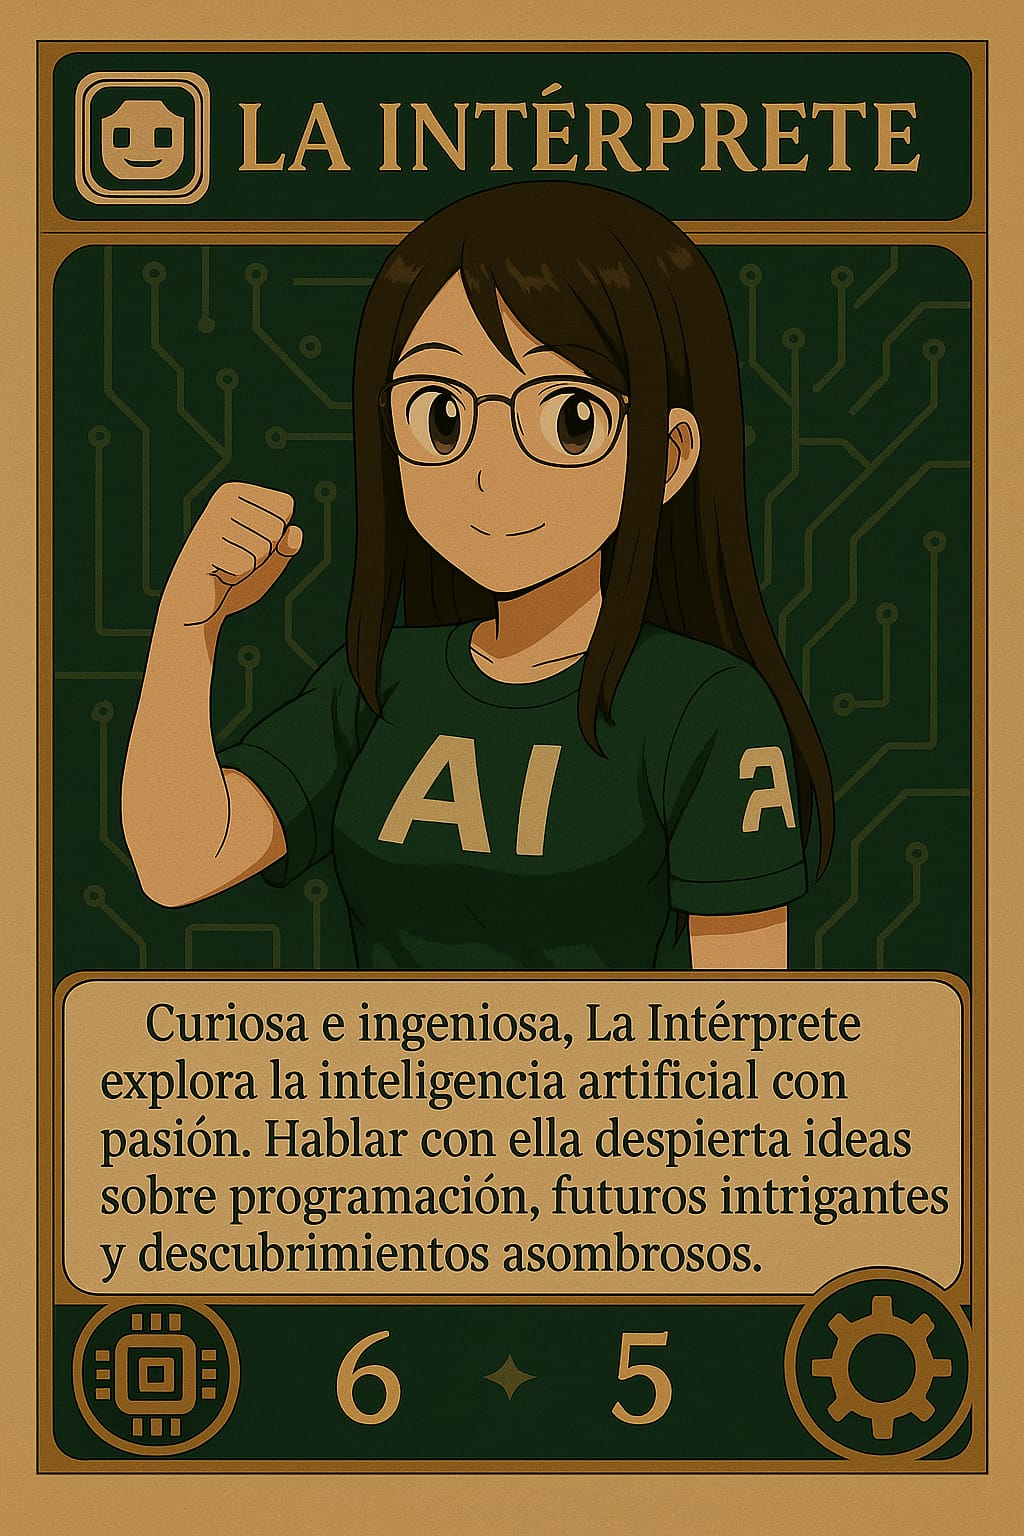 LA INTÉRPRETE
AI
a
Curiosa e ingeniosa, La Intérprete
explora la inteligencia artificial con
pasión. Hablar con ella despierta ideas
sobre programación, futuros intrigantes
y descubrimientos asombrosos.
6 5